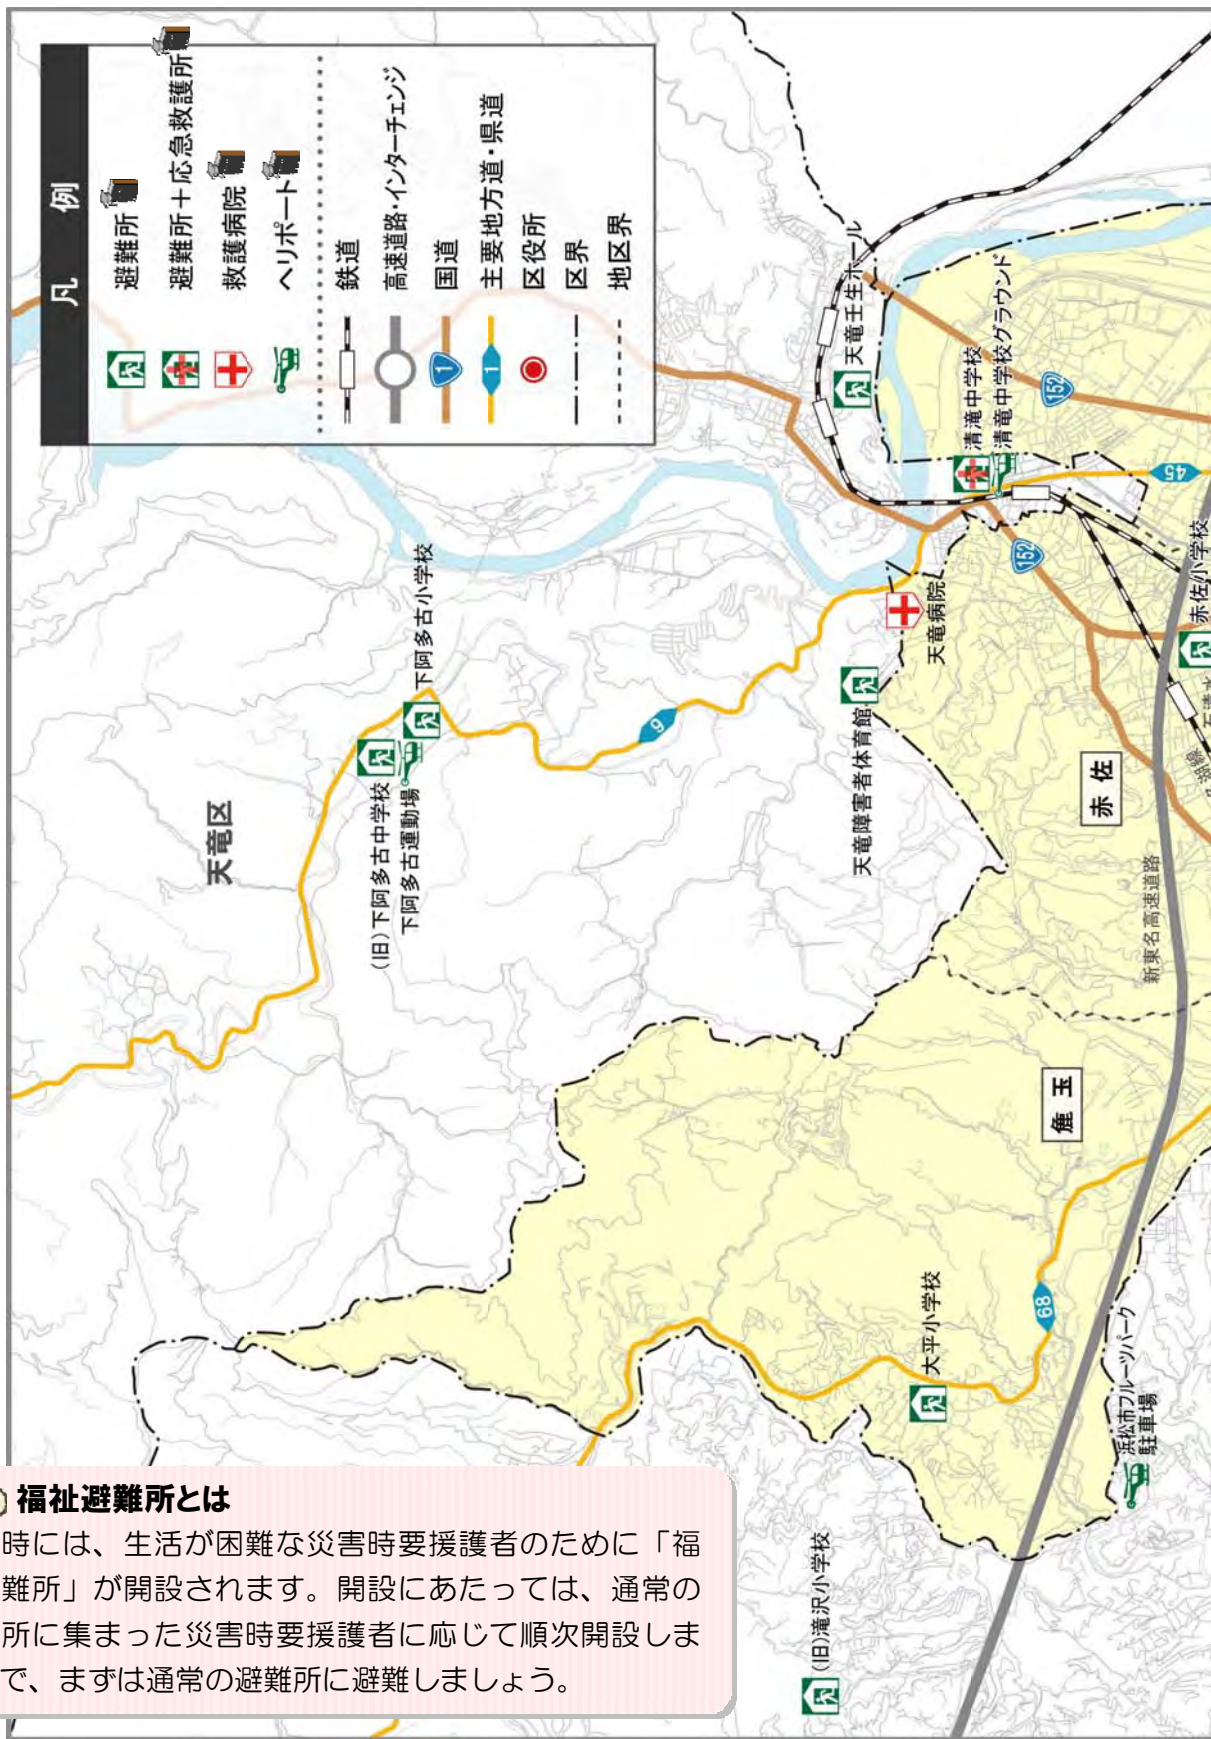 凡例
避難所
避難所＋応急救護所
救護病院
ヘリポート
鉄道
高速道路・インターチェンジ
1
国道
1
主要地方道・県道
区役所
区界
地区界
天竜区
(旧)下阿多古中学校
下阿多古運動場
下阿多古小学校
9
天竜障害者体育館
天竜病院
天竜壬生ホール
清滝中学校
清竜中学校グラウンド
152
152
45
赤佐小学校
赤佐
新東名高速道路
麁玉
68
大平小学校
浜松市フルーツパーク
駐車場
(旧)滝沢小学校
福祉避難所とは
時には、生活が困難な災害時要援護者のために「福
難所」が開設されます。開設にあたっては、通常の
所に集まった災害時要援護者に応じて順次開設しま
で、まずは通常の避難所に避難しましょう。